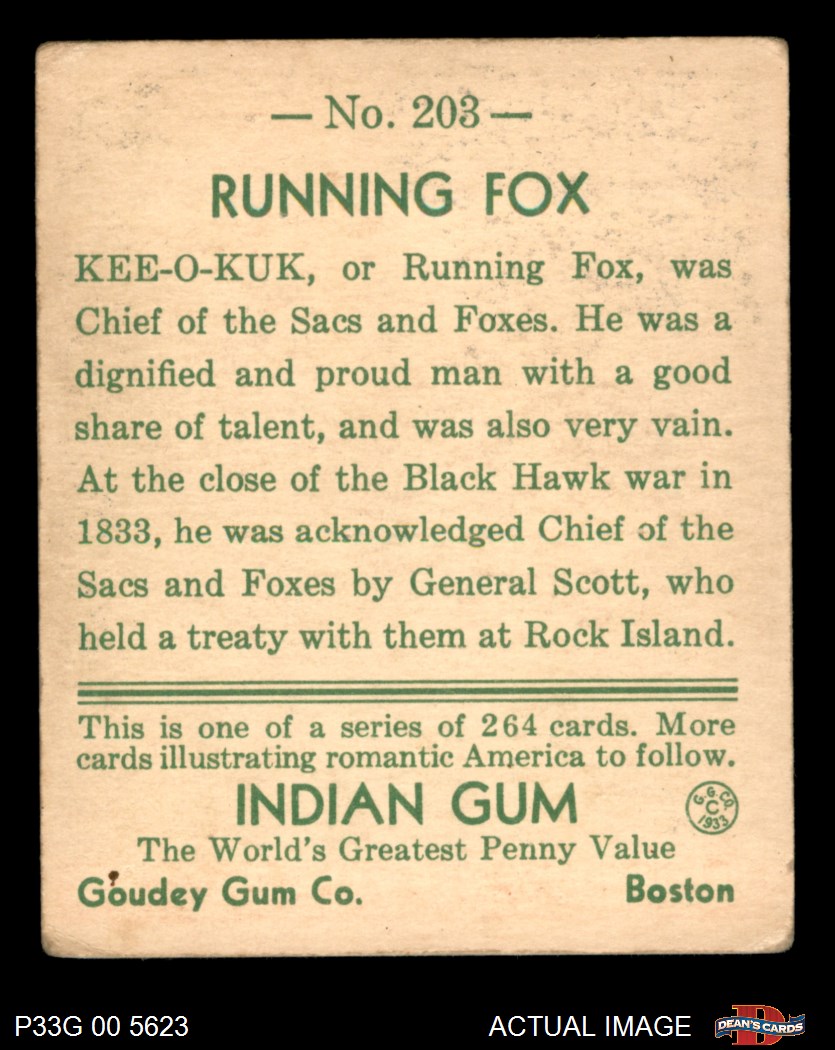 — No. 203 —
RUNNING FOX
KEE-O-KUK, or Running Fox, was
Chief of the Sacs and Foxes. He was a
dignified and proud man with a good
share of talent, and was also very vain.
At the close of the Black Hawk war in
1833, he was acknowledged Chief of the
Sacs and Foxes by General Scott, who
held a treaty with them at Rock Island.
This is one of a series of 264 cards. More
cards illustrating romantic America to follow.
INDIAN GUM
G. G. CO.
C
1933
The World's Greatest Penny Value
Goudey Gum Co. Boston
P33G 00 5623 ACTUAL IMAGE
D
DEAN'S CARDS